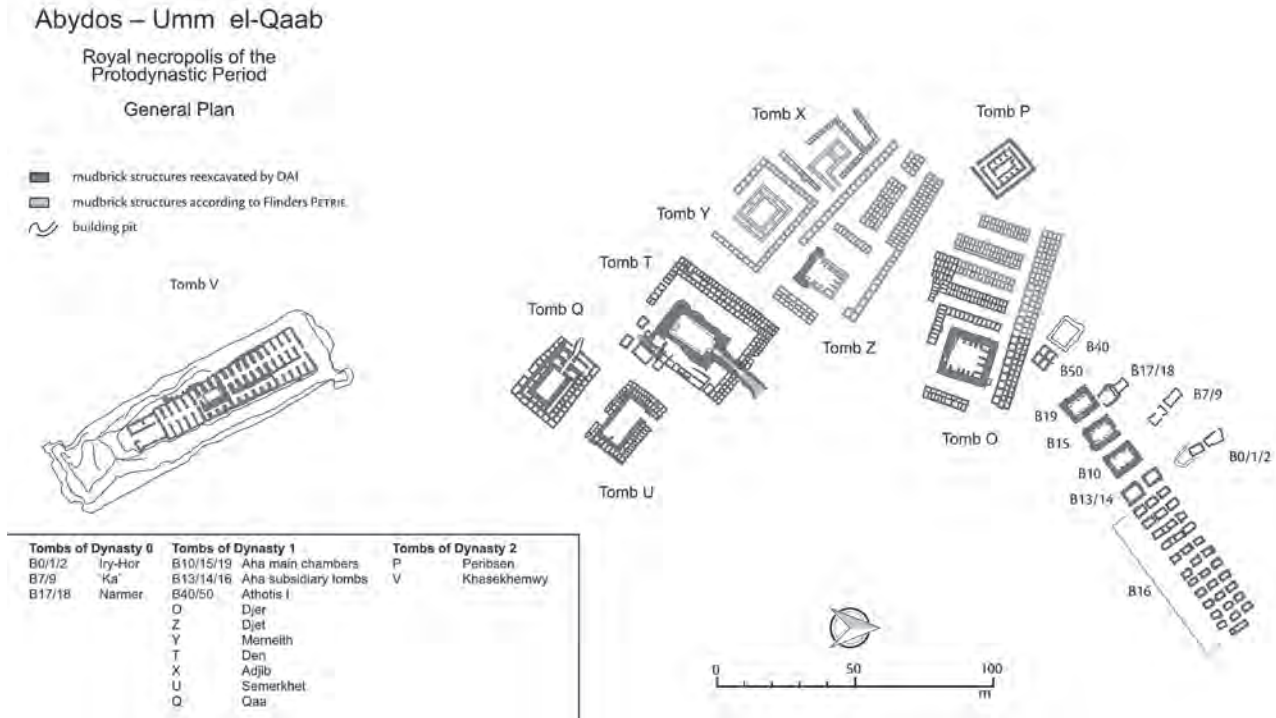 Abydos – Umm el-Qaab
Royal necropolis of the
Protodynastic Period
General Plan
mudbrick structures reexcavated by DAI
mudbrick structures according to Flinders PETRIE
building pit
Tomb X
Tomb P
Tomb Y
Tomb T
Tomb V
Tomb Q
Tomb Z
B40
B50
B17/18
B7/9
B19
B15
Tomb O
B0/1/2
B10
B13/14
Tomb U
B16
Tombs of Dynasty 0 Tombs of Dynasty 1 Tombs of Dynasty 2
B0/1/2 Iry-Hor B10/15/19 Aha main chambers P Peribsen
B7/9 'Ka' B13/14/16 Aha subsidiary tombs V Khasekhemwy
B17/18 Narmer B40/50 Athotis I
O Djer
Z Djet
Y Merneith
T Den
X Adjib
U Semerkhet
Q Qaa
0 50 100
m